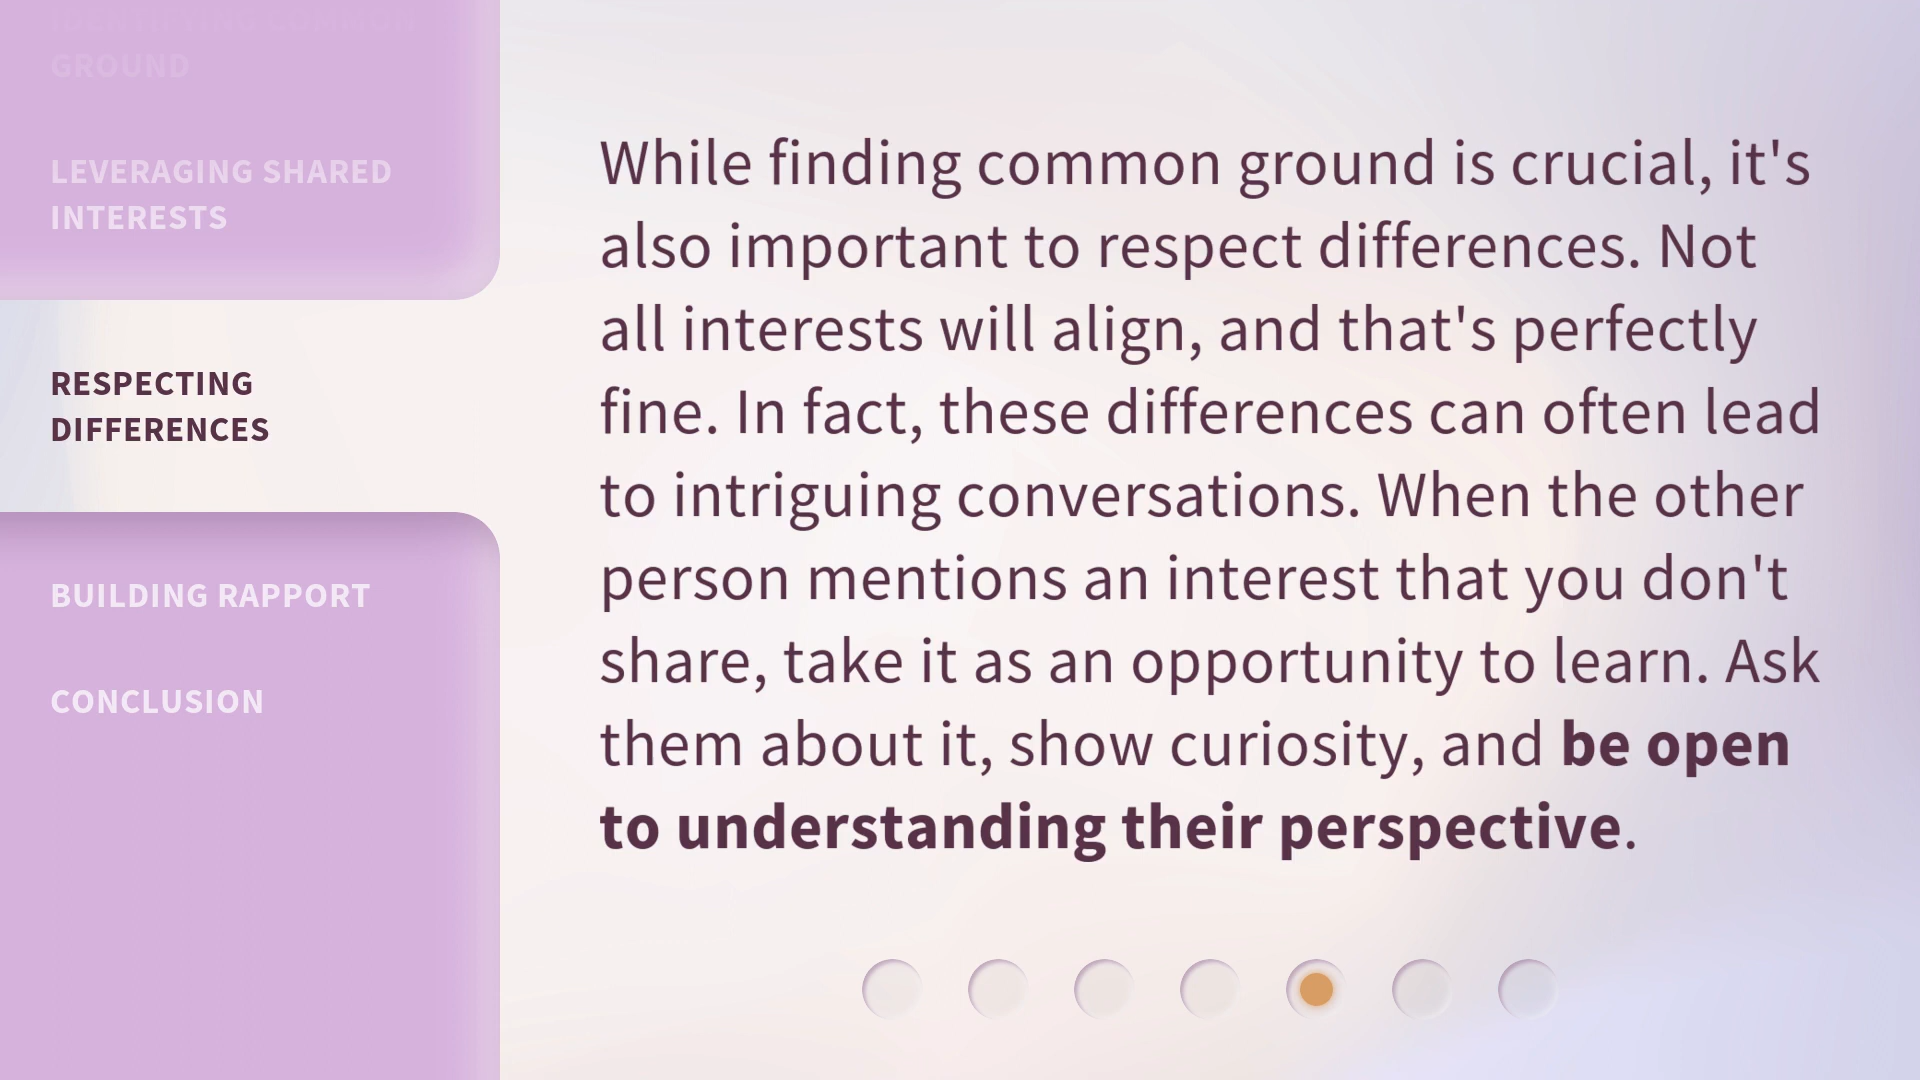 IDENTIFYING COMMON
GROUND
LEVERAGING SHARED
INTERESTS
RESPECTING
DIFFERENCES
BUILDING RAPPORT
CONCLUSION
While finding common ground is crucial, it's
also important to respect differences. Not
all interests will align, and that's perfectly
fine. In fact, these differences can often lead
to intriguing conversations. When the other
person mentions an interest that you don't
share, take it as an opportunity to learn. Ask
them about it, show curiosity, and be open
to understanding their perspective.